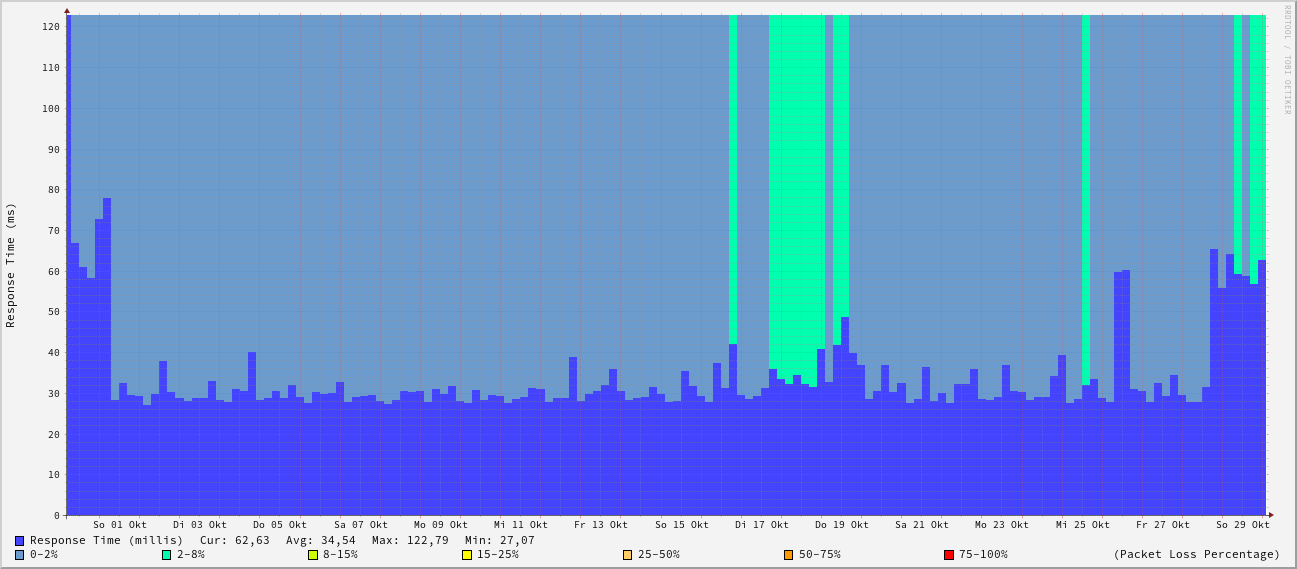 RRDTOOL / TOBI OETIKER
Response Time (ms)
120
110
100
90
80
70
60
50
40
30
20
10
0
So 01 Okt Di 03 Okt Do 05 Okt Sa 07 Okt Mo 09 Okt Mi 11 Okt Fr 13 Okt So 15 Okt Di 17 Okt Do 19 Okt Sa 21 Okt Mo 23 Okt Mi 25 Okt Fr 27 Okt So 29 Okt
Response Time (millis) Cur: 62,63 Avg: 34,54 Max: 122,79 Min: 27,07
0-2% 2-8% 8-15% 15-25% 25-50% 50-75% 75-100% (Packet Loss Percentage)